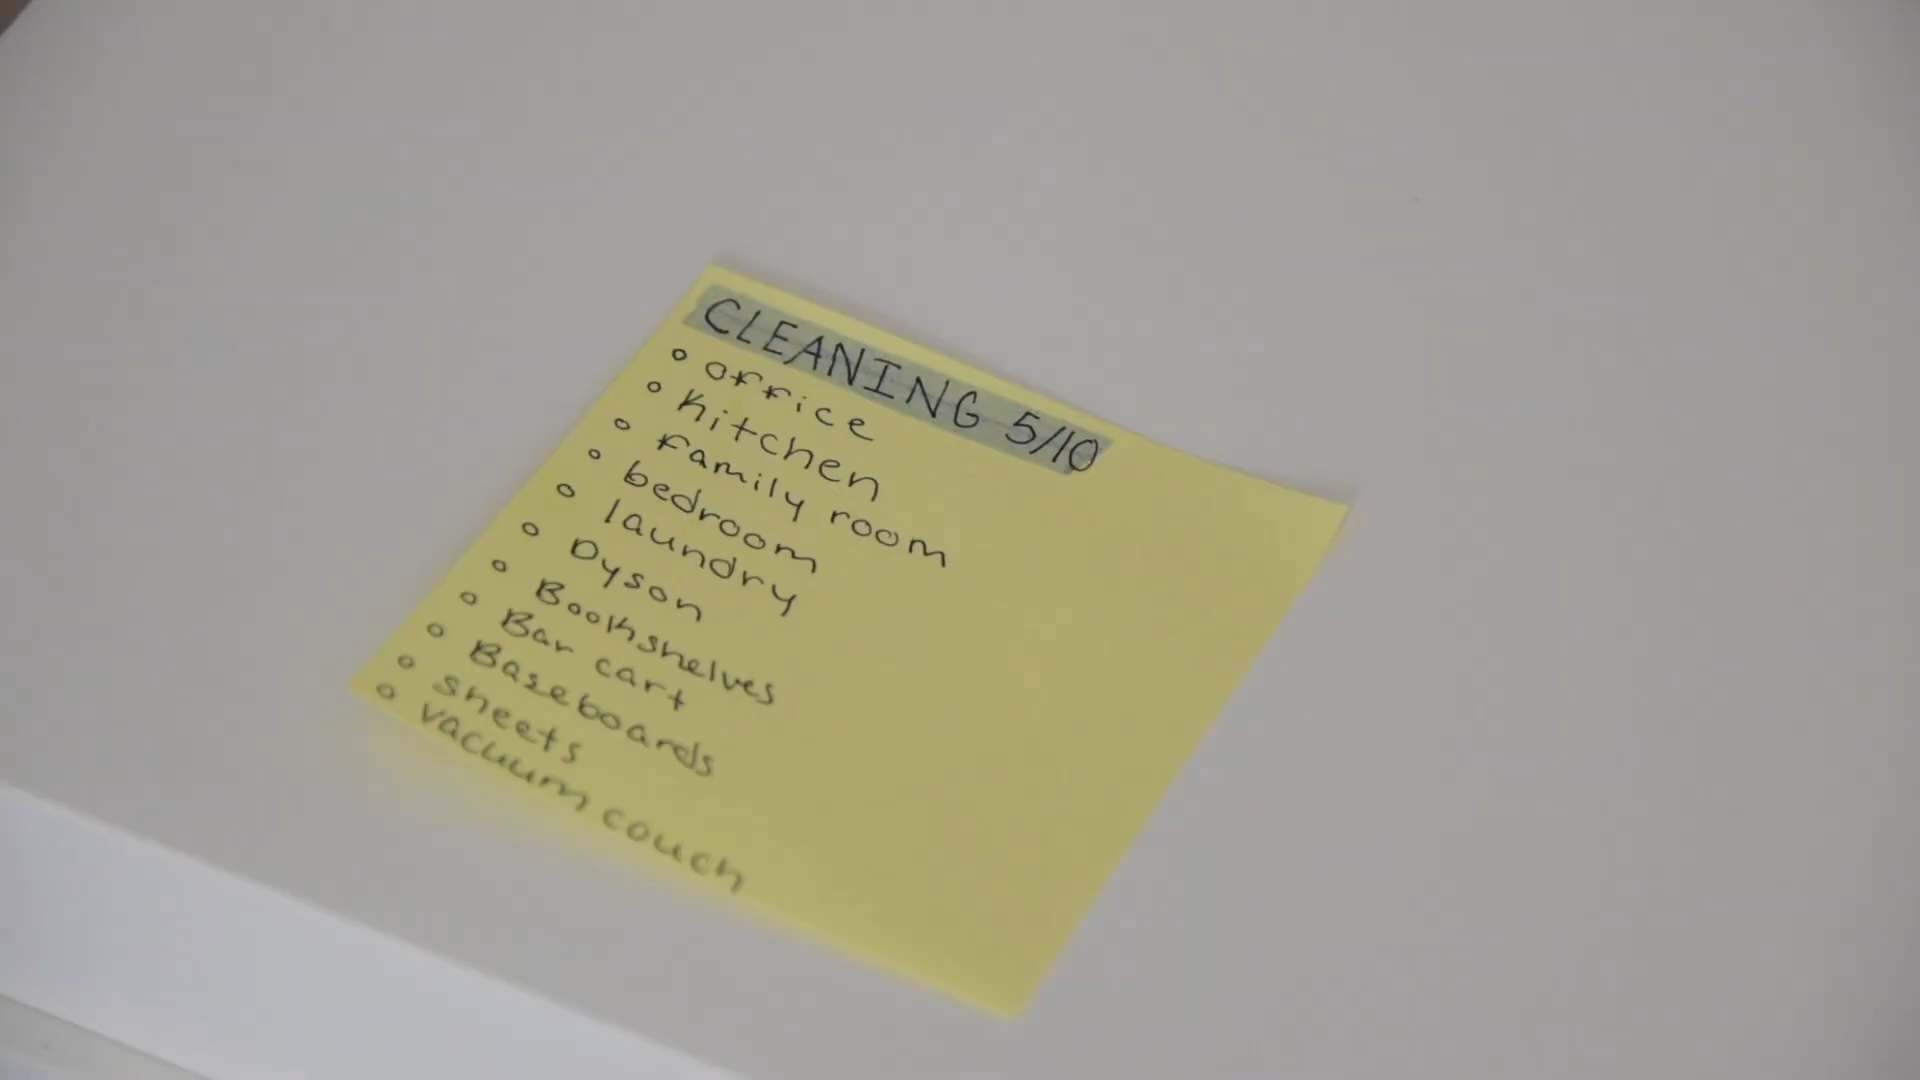 CLEANING 5/10
office
Kitchen
family room
bedroom
laundry
Dyson
Bookshelves
Bar cart
Baseboards
sheets
vacuum couch